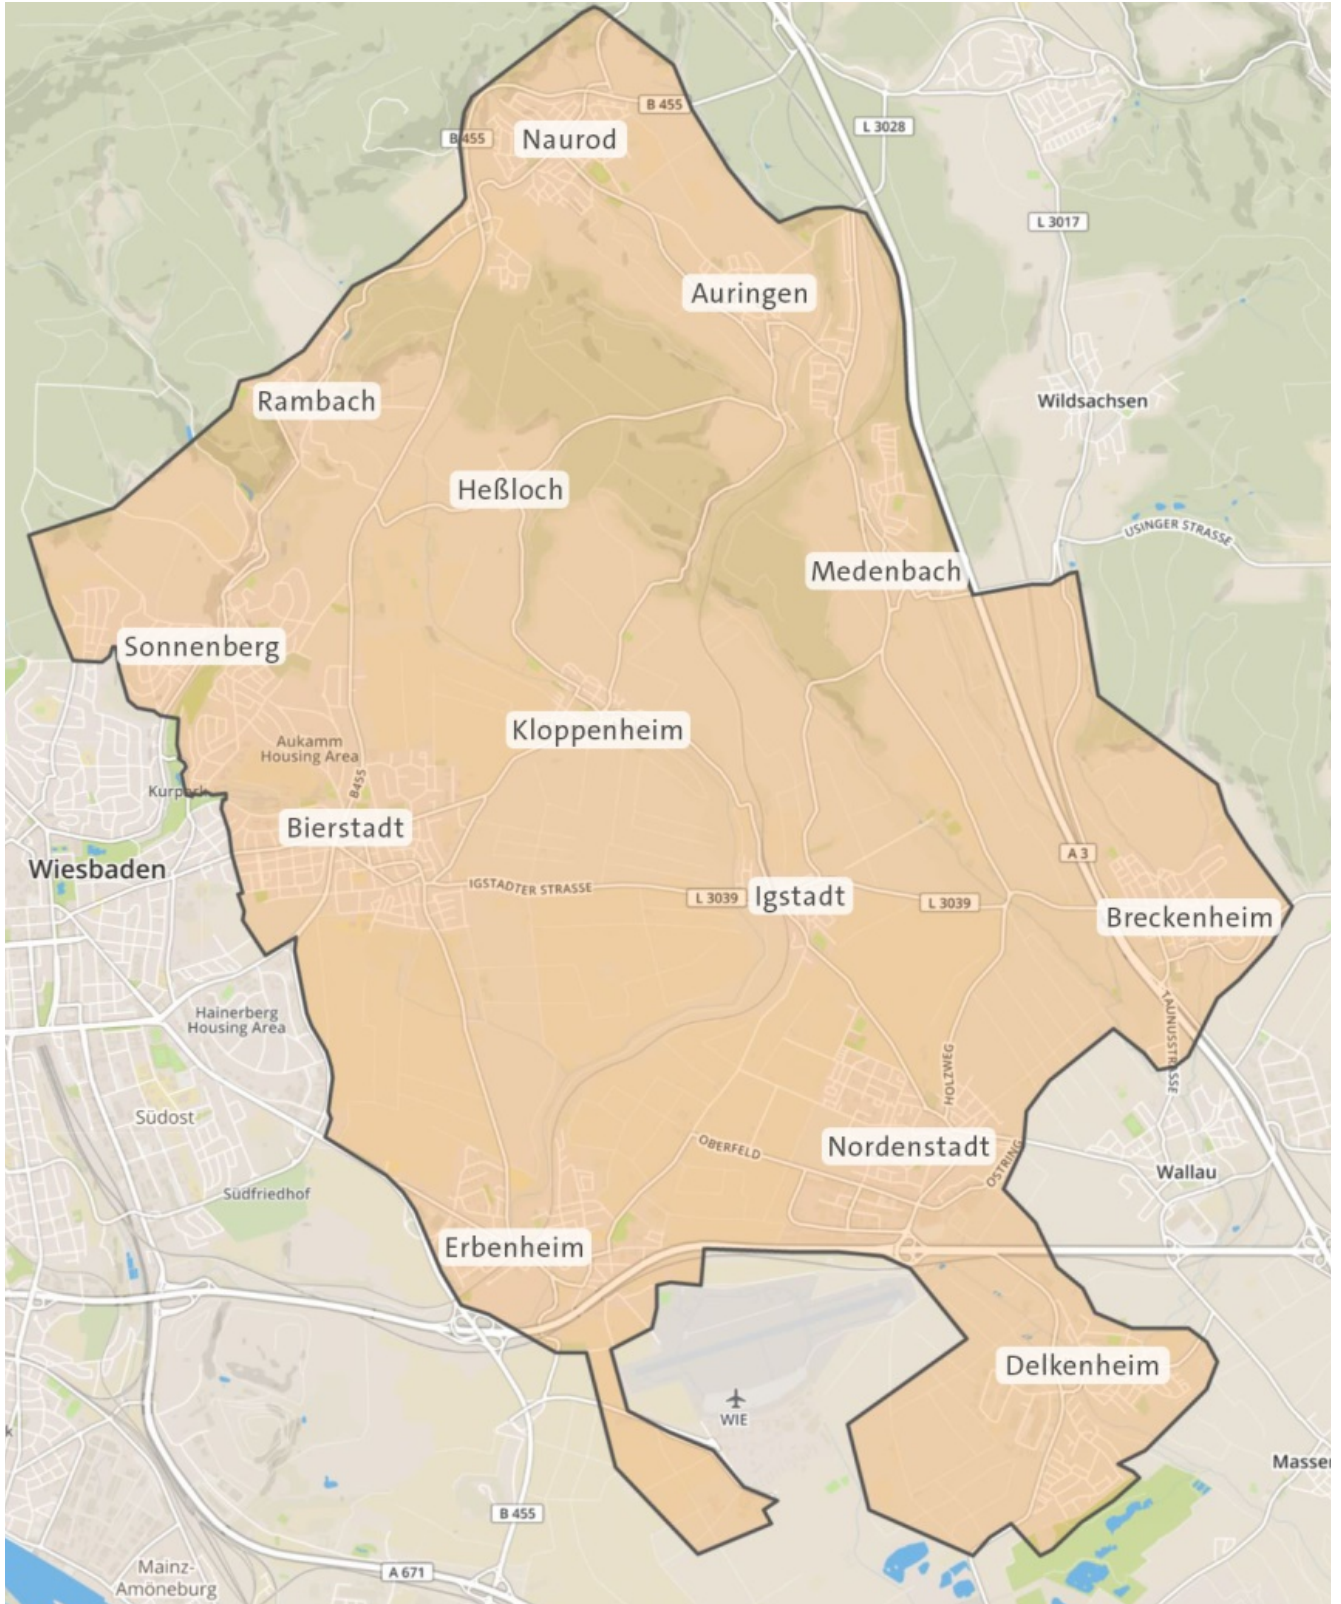 B 455
B 455
Naurod
L 3028
L 3017
Auringen
Rambach
Wildsachsen
Heßloch
USINGER STRASSE
Medenbach
Sonnenberg
Kloppenheim
Aukamm
Housing Area
B455
Kurpark
Bierstadt
A 3
Wiesbaden
IGSTADTER STRASSE
L 3039
Igstadt
L 3039
Breckenheim
Hainerberg
Housing Area
TAUNUSSTRASSE
HOLZWEG
Südost
OBERFELD
Nordenstadt
OSTRING
Wallau
Südfriedhof
Erbenheim
Delkenheim
WIE
k
Masse
B 455
A 671
Mainz-
Amöneburg